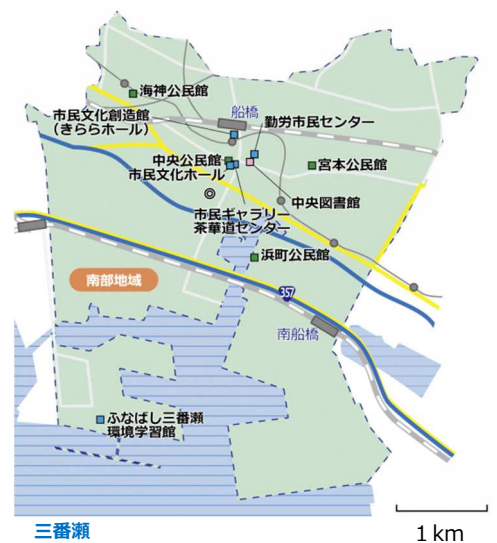 海神公民館
船橋
市民文化創造館
(きららホール)
勤労市民センター
中央公民館
市民文化ホール
宮本公民館
中央図書館
市民ギャラリー
茶華道センター
浜町公民館
南部地域
357
南船橋
ふなばし三番瀬
環境学習館
三番瀬
1km